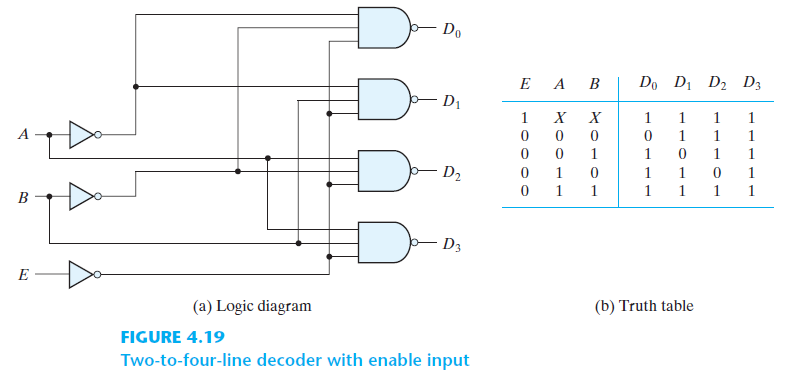 A
B
E
D0
D1
D2
D3
(a) Logic diagram
E A B D0 D1 D2 D3
1 X X 1 1 1 1
0 0 0 0 1 1 1
0 0 1 1 0 1 1
0 1 0 1 1 0 1
0 1 1 1 1 1 1
(b) Truth table
FIGURE 4.19
Two-to-four-line decoder with enable input